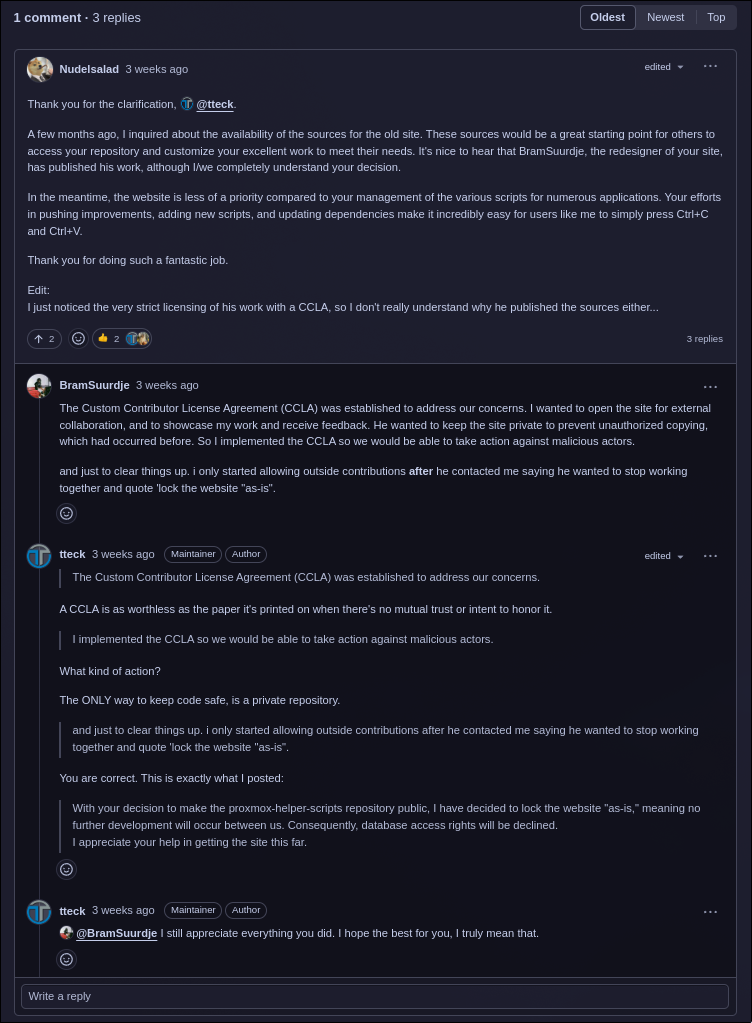 1 comment · 3 replies
Oldest Newest Top
Nudelsalad 3 weeks ago
edited
Thank you for the clarification, @tteck.
A few months ago, I inquired about the availability of the sources for the old site. These sources would be a great starting point for others to
access your repository and customize your excellent work to meet their needs. It's nice to hear that BramSuurdje, the redesigner of your site,
has published his work, although I/we completely understand your decision.
In the meantime, the website is less of a priority compared to your management of the various scripts for numerous applications. Your efforts
in pushing improvements, adding new scripts, and updating dependencies make it incredibly easy for users like me to simply press Ctrl+C
and Ctrl+V.
Thank you for doing such a fantastic job.
Edit:
I just noticed the very strict licensing of his work with a CCLA, so I don't really understand why he published the sources either...
2 2
3 replies
BramSuurdje 3 weeks ago
The Custom Contributor License Agreement (CCLA) was established to address our concerns. I wanted to open the site for external
collaboration, and to showcase my work and receive feedback. He wanted to keep the site private to prevent unauthorized copying,
which had occurred before. So I implemented the CCLA so we would be able to take action against malicious actors.
and just to clear things up. i only started allowing outside contributions after he contacted me saying he wanted to stop working
together and quote 'lock the website "as-is".
tteck 3 weeks ago Maintainer Author
edited
The Custom Contributor License Agreement (CCLA) was established to address our concerns.
A CCLA is as worthless as the paper it's printed on when there's no mutual trust or intent to honor it.
I implemented the CCLA so we would be able to take action against malicious actors.
What kind of action?
The ONLY way to keep code safe, is a private repository.
and just to clear things up. i only started allowing outside contributions after he contacted me saying he wanted to stop working
together and quote 'lock the website "as-is".
You are correct. This is exactly what I posted:
With your decision to make the proxmox-helper-scripts repository public, I have decided to lock the website "as-is," meaning no
further development will occur between us. Consequently, database access rights will be declined.
I appreciate your help in getting the site this far.
tteck 3 weeks ago Maintainer Author
@BramSuurdje I still appreciate everything you did. I hope the best for you, I truly mean that.
Write a reply